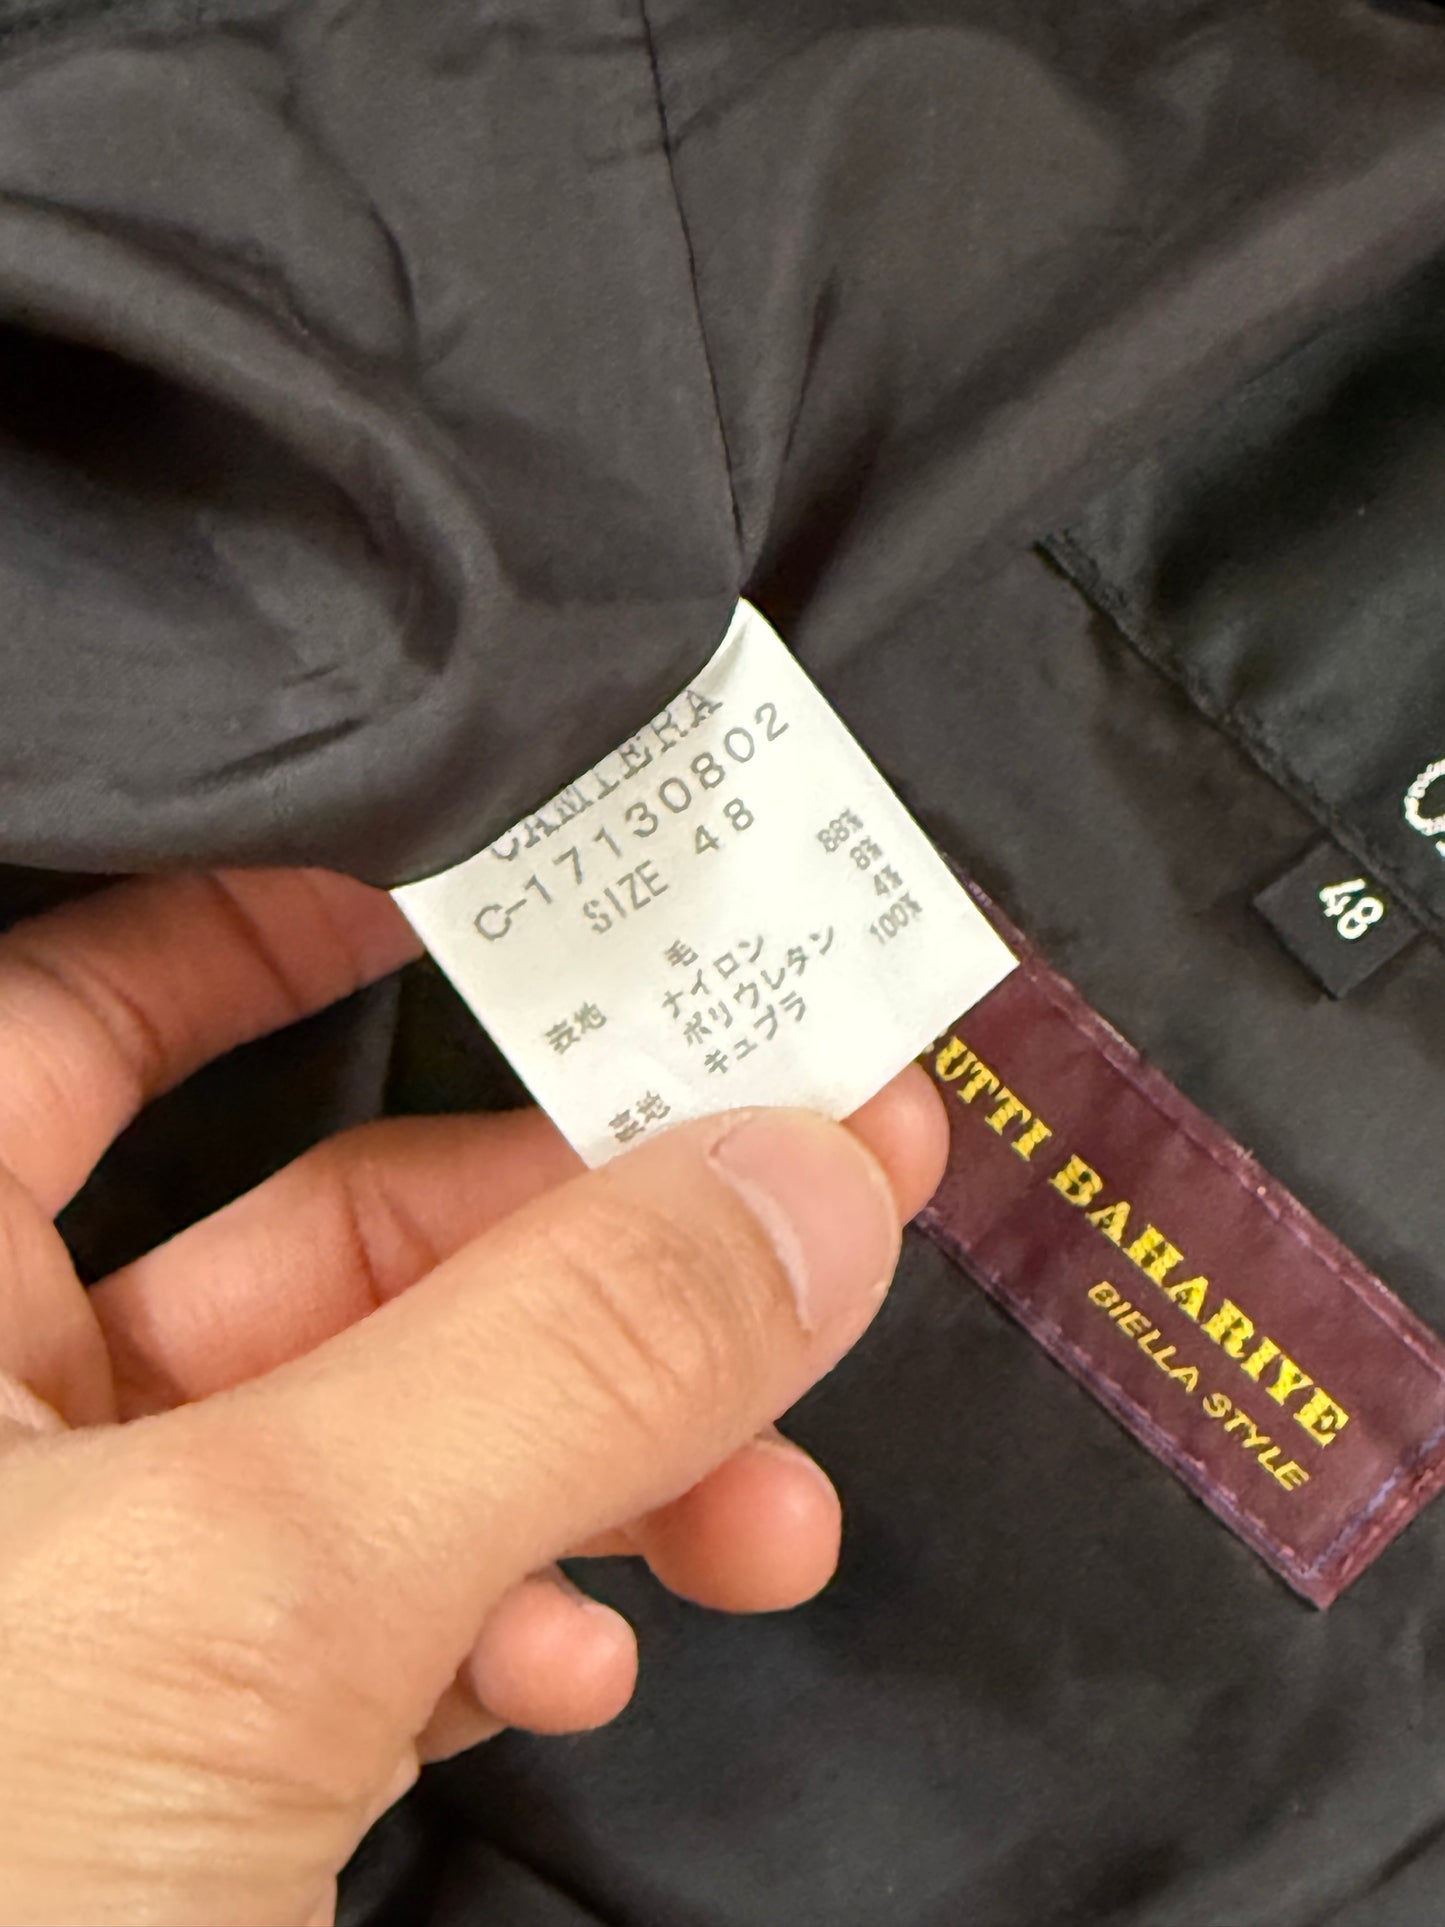 CAMIERA
C-17130802
SIZE 48
表地 毛 88%
ナイロン 8%
ポリウレタン 4%
裏地 キュプラ 100%
48
BAHARIYE
BIELLA STYLE